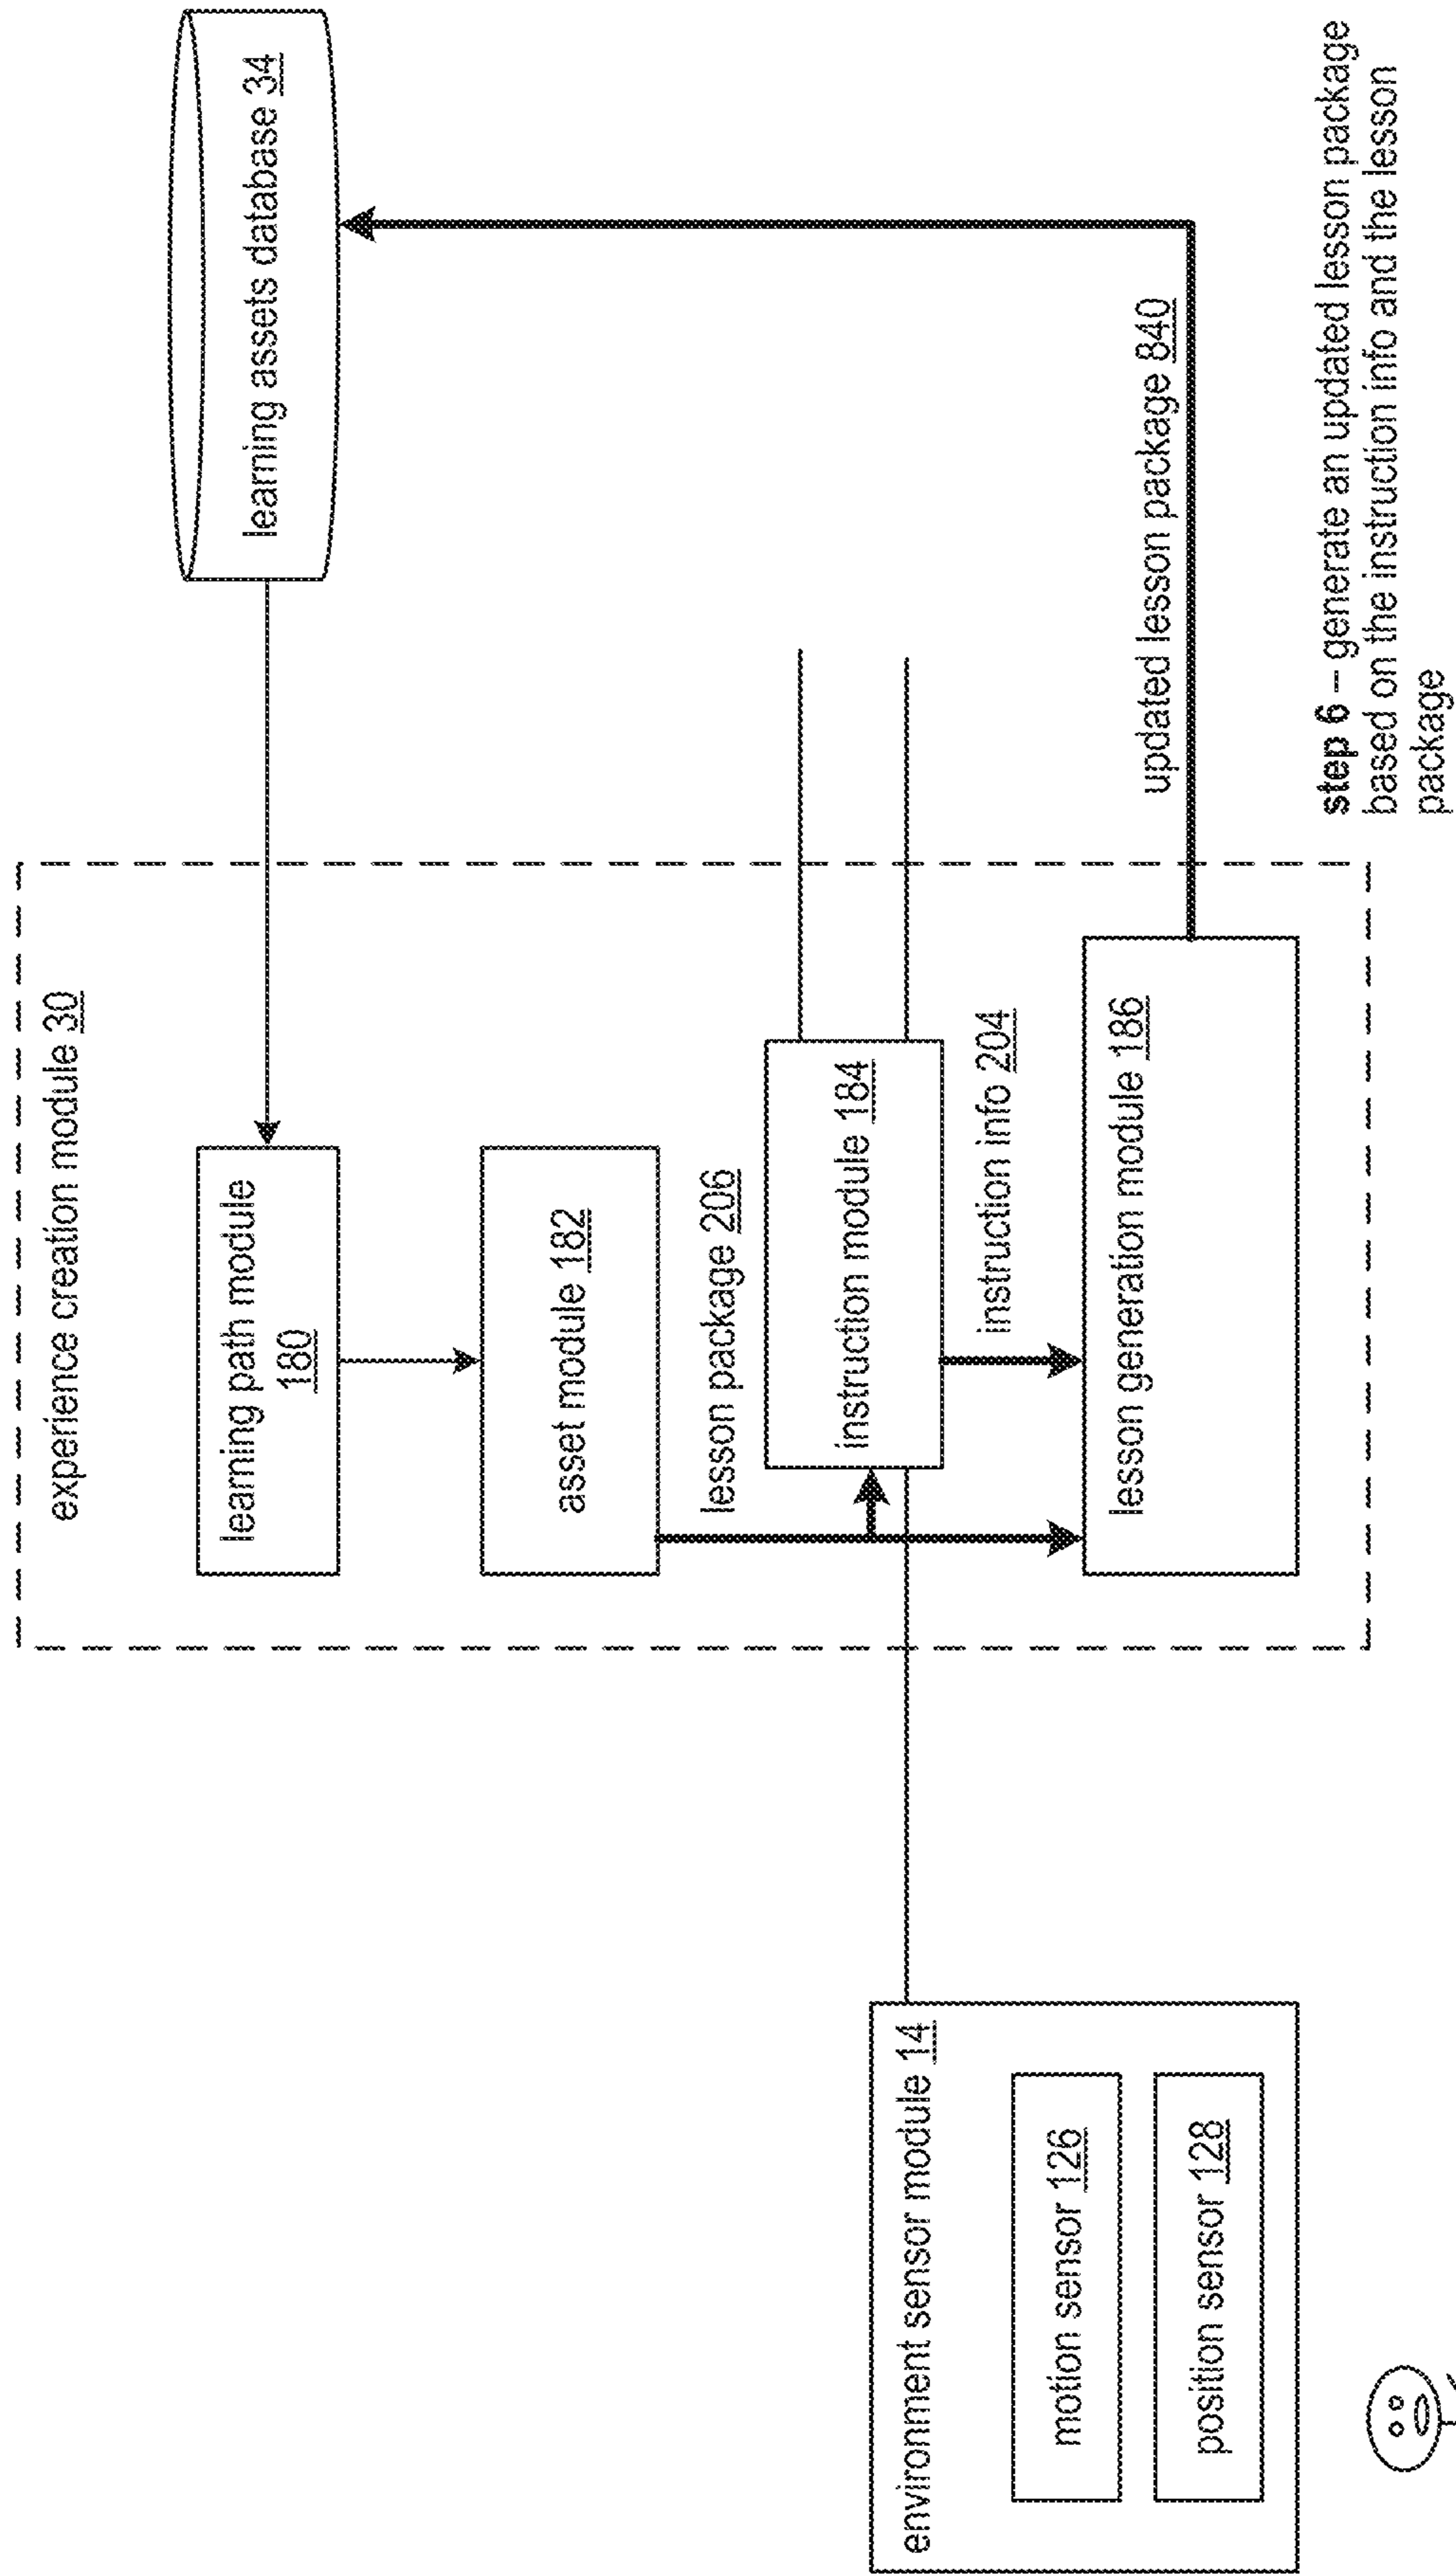 experience creation module 30
learning assets database 34
learning path module
180
asset module 182
lesson package 206
instruction module 184
instruction info 204
environment sensor module 14
motion sensor 126
position sensor 128
lesson generation module 186
updated lesson package 840
step 6 – generate an updated lesson package
based on the instruction info and the lesson
package